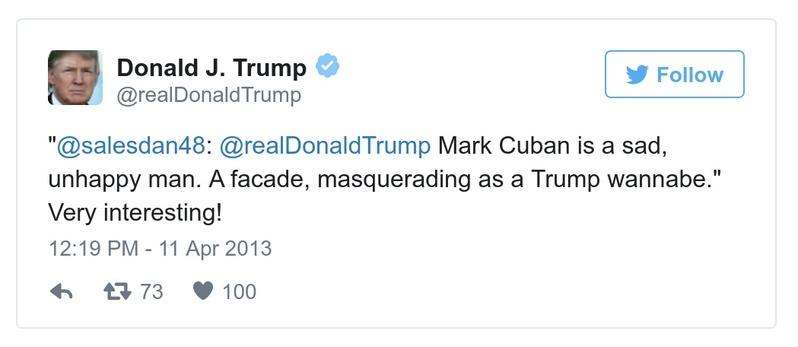 Donald J. Trump
Follow
@realDonaldTrump
"@salesdan48: @realDonaldTrump Mark Cuban is a sad,
unhappy man. A facade, masquerading as a Trump wannabe."
Very interesting!
12:19 PM - 11 Apr 2013
73 100